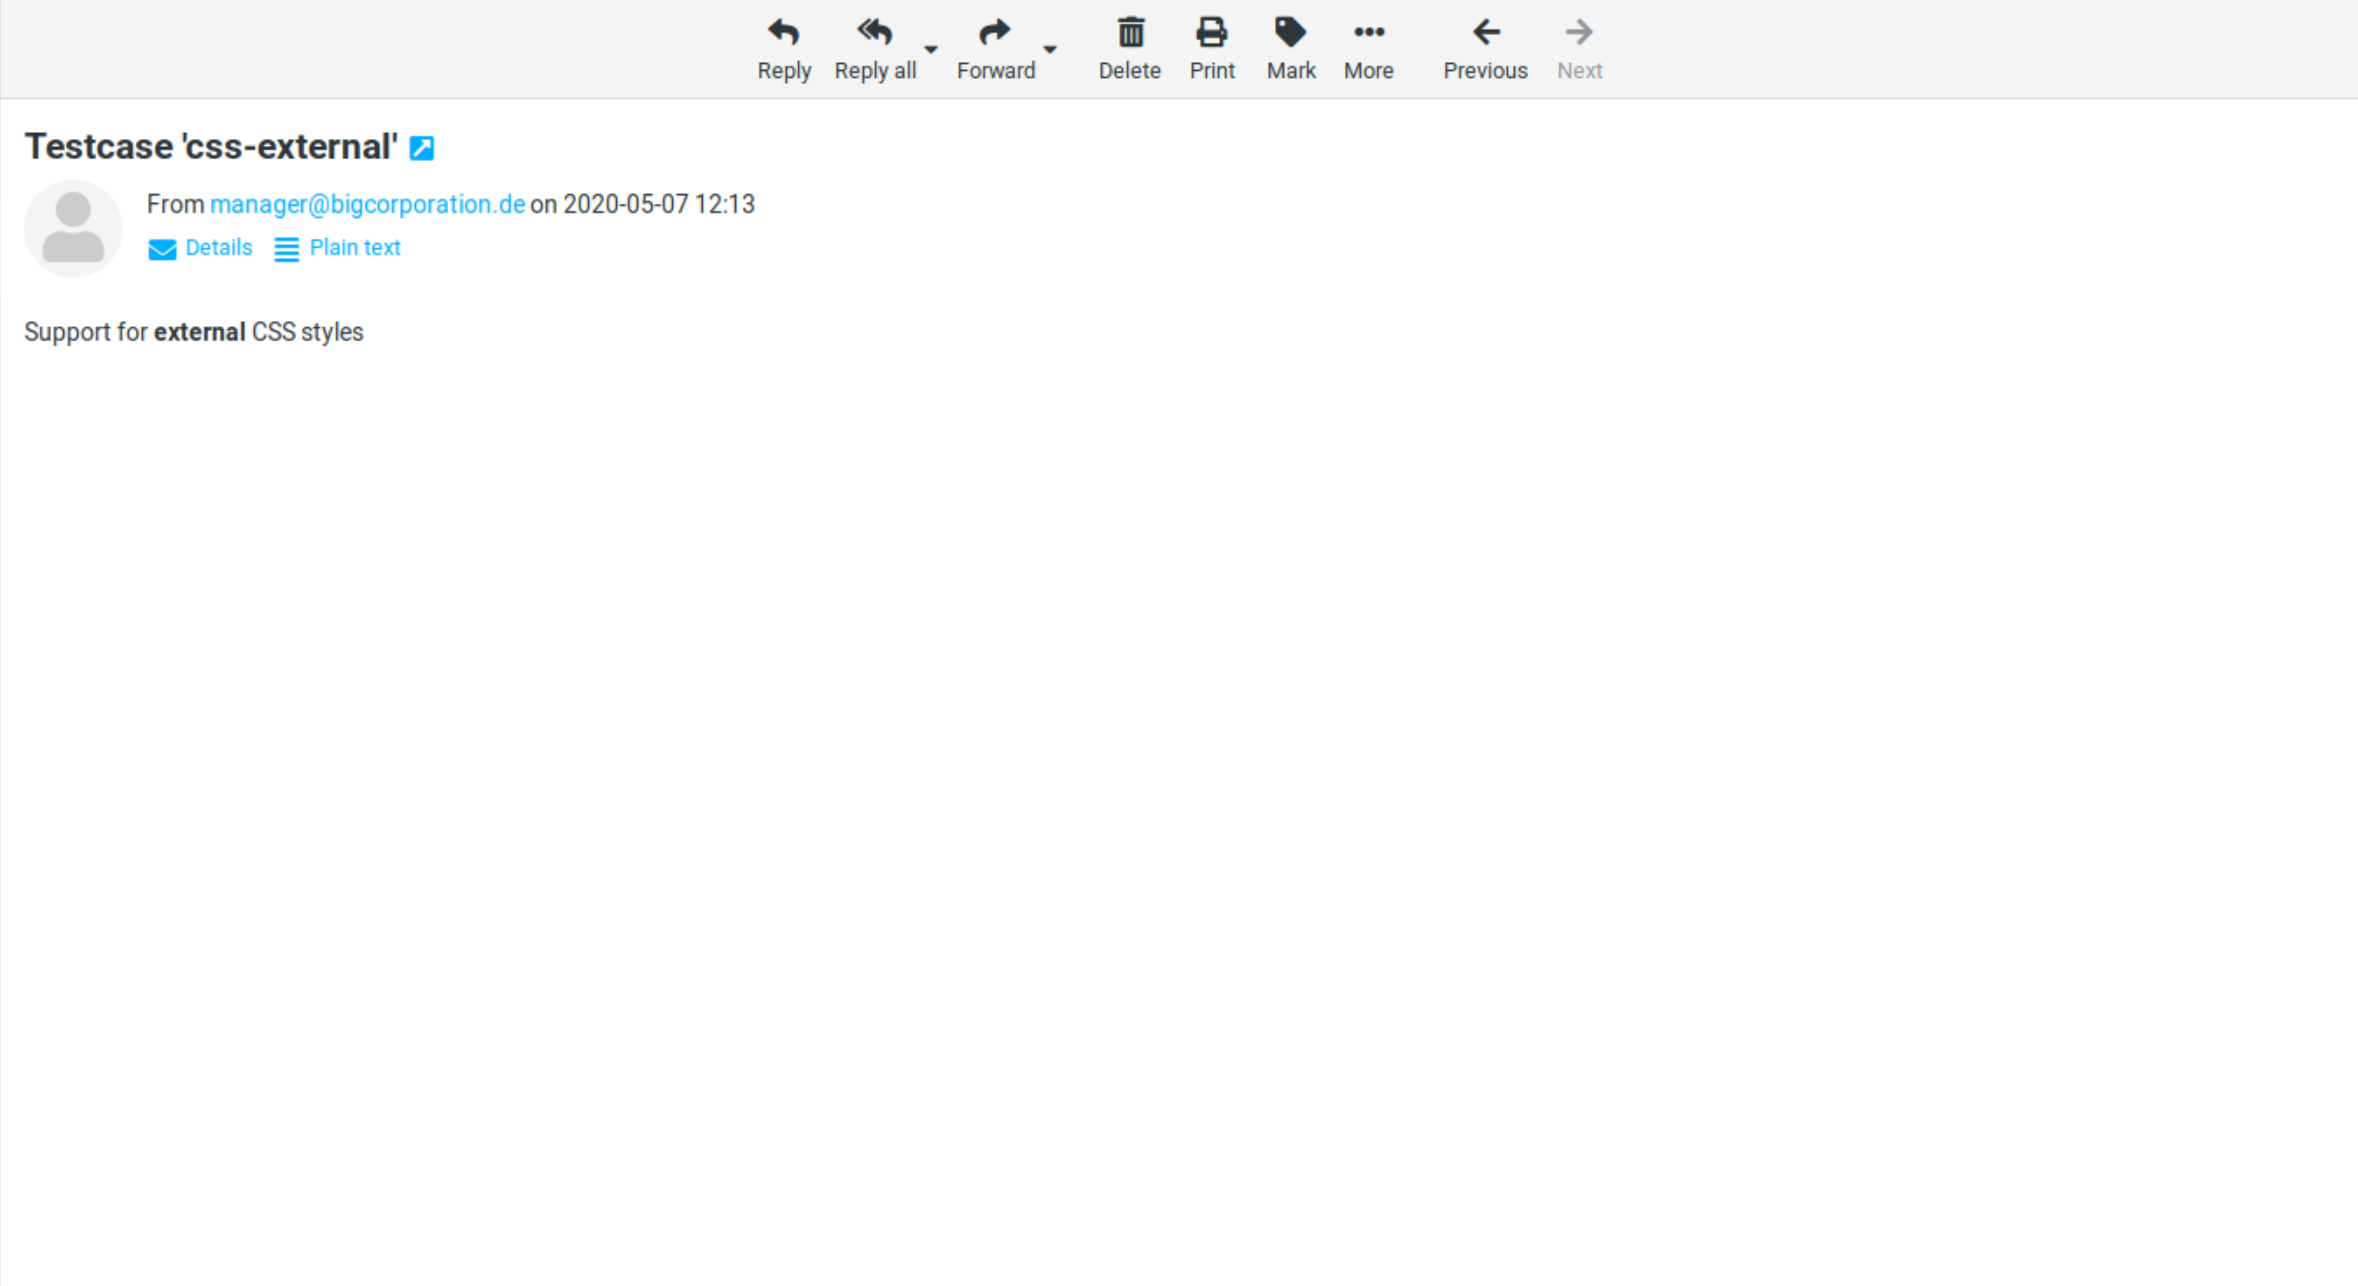 Reply Reply all Forward Delete Print Mark More Previous Next
Testcase 'css-external'
From manager@bigcorporation.de on 2020-05-07 12:13
Details Plain text
Support for external CSS styles